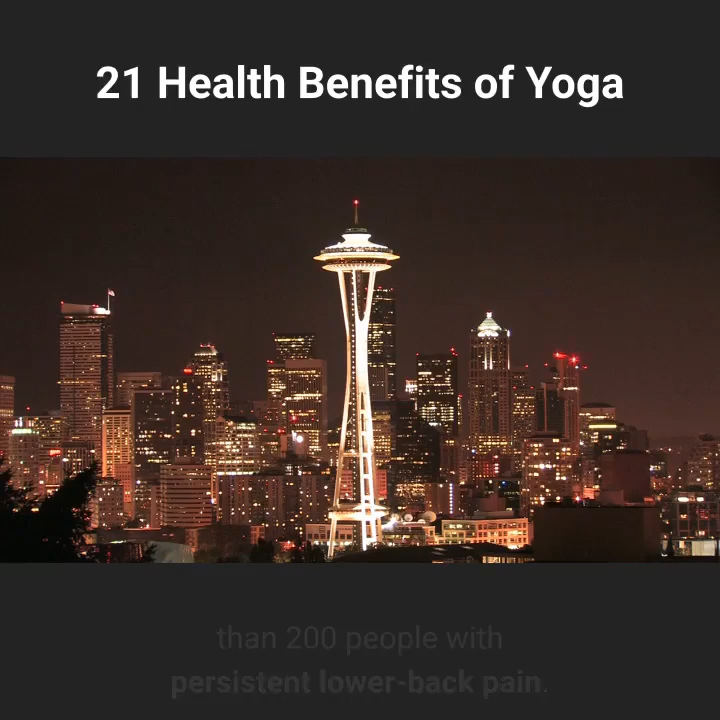 21 Health Benefits of Yoga
than 200 people with
persistent lower-back pain.